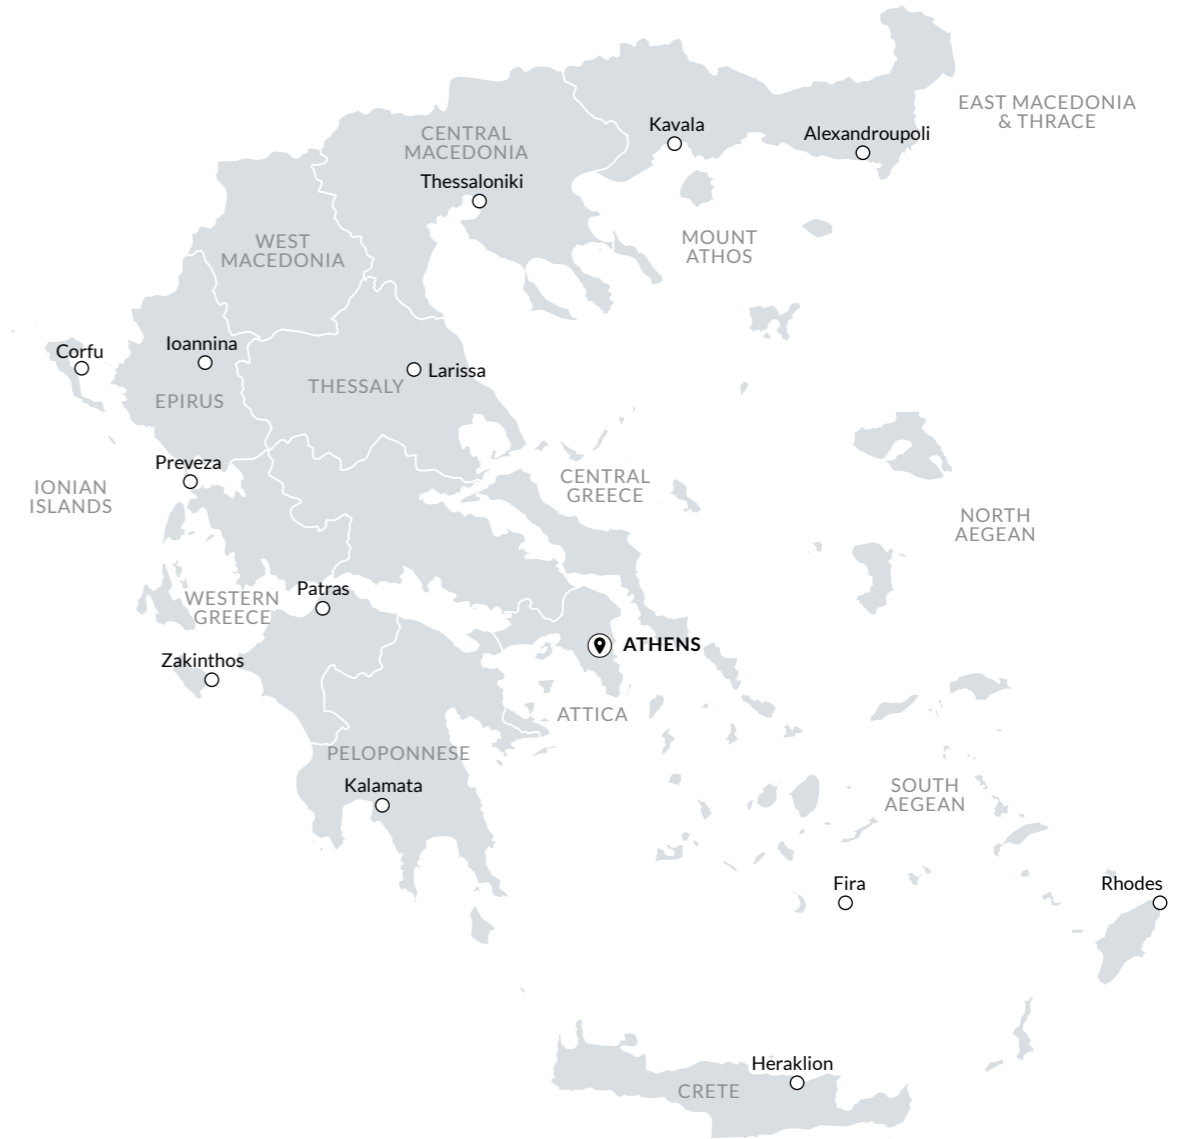 EAST MACEDONIA
& THRACE
Kavala
Alexandroupoli
CENTRAL
MACEDONIA
Thessaloniki
WEST
MACEDONIA
MOUNT
ATHOS
Corfu
Ioannina
EPIRUS
THESSALY
Larissa
Preveza
IONIAN
ISLANDS
CENTRAL
GREECE
NORTH
AEGEAN
Patras
WESTERN
GREECE
ATHENS
Zakinthos
ATTICA
PELOPONNESE
Kalamata
SOUTH
AEGEAN
Fira
Rhodes
Heraklion
CRETE